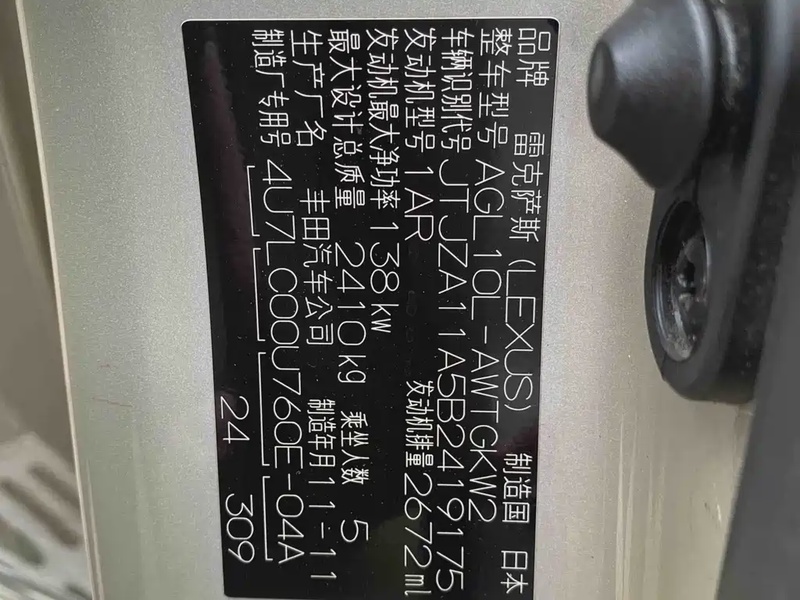 品牌 雷克萨斯(LEXUS) 制造国 日本
整车型号 AGL10L-AWTGKW2
车辆识别代号 JTJZA11A5B2419175
发动机型号 1AR 发动机排量 2672ml
发动机最大净功率 138kw
最大设计总质量 2410kg 乘坐人数 5
生产厂名 丰田汽车公司 制造年月 11-11
制造厂专用号 4U7LC00U760E-04A
24 309